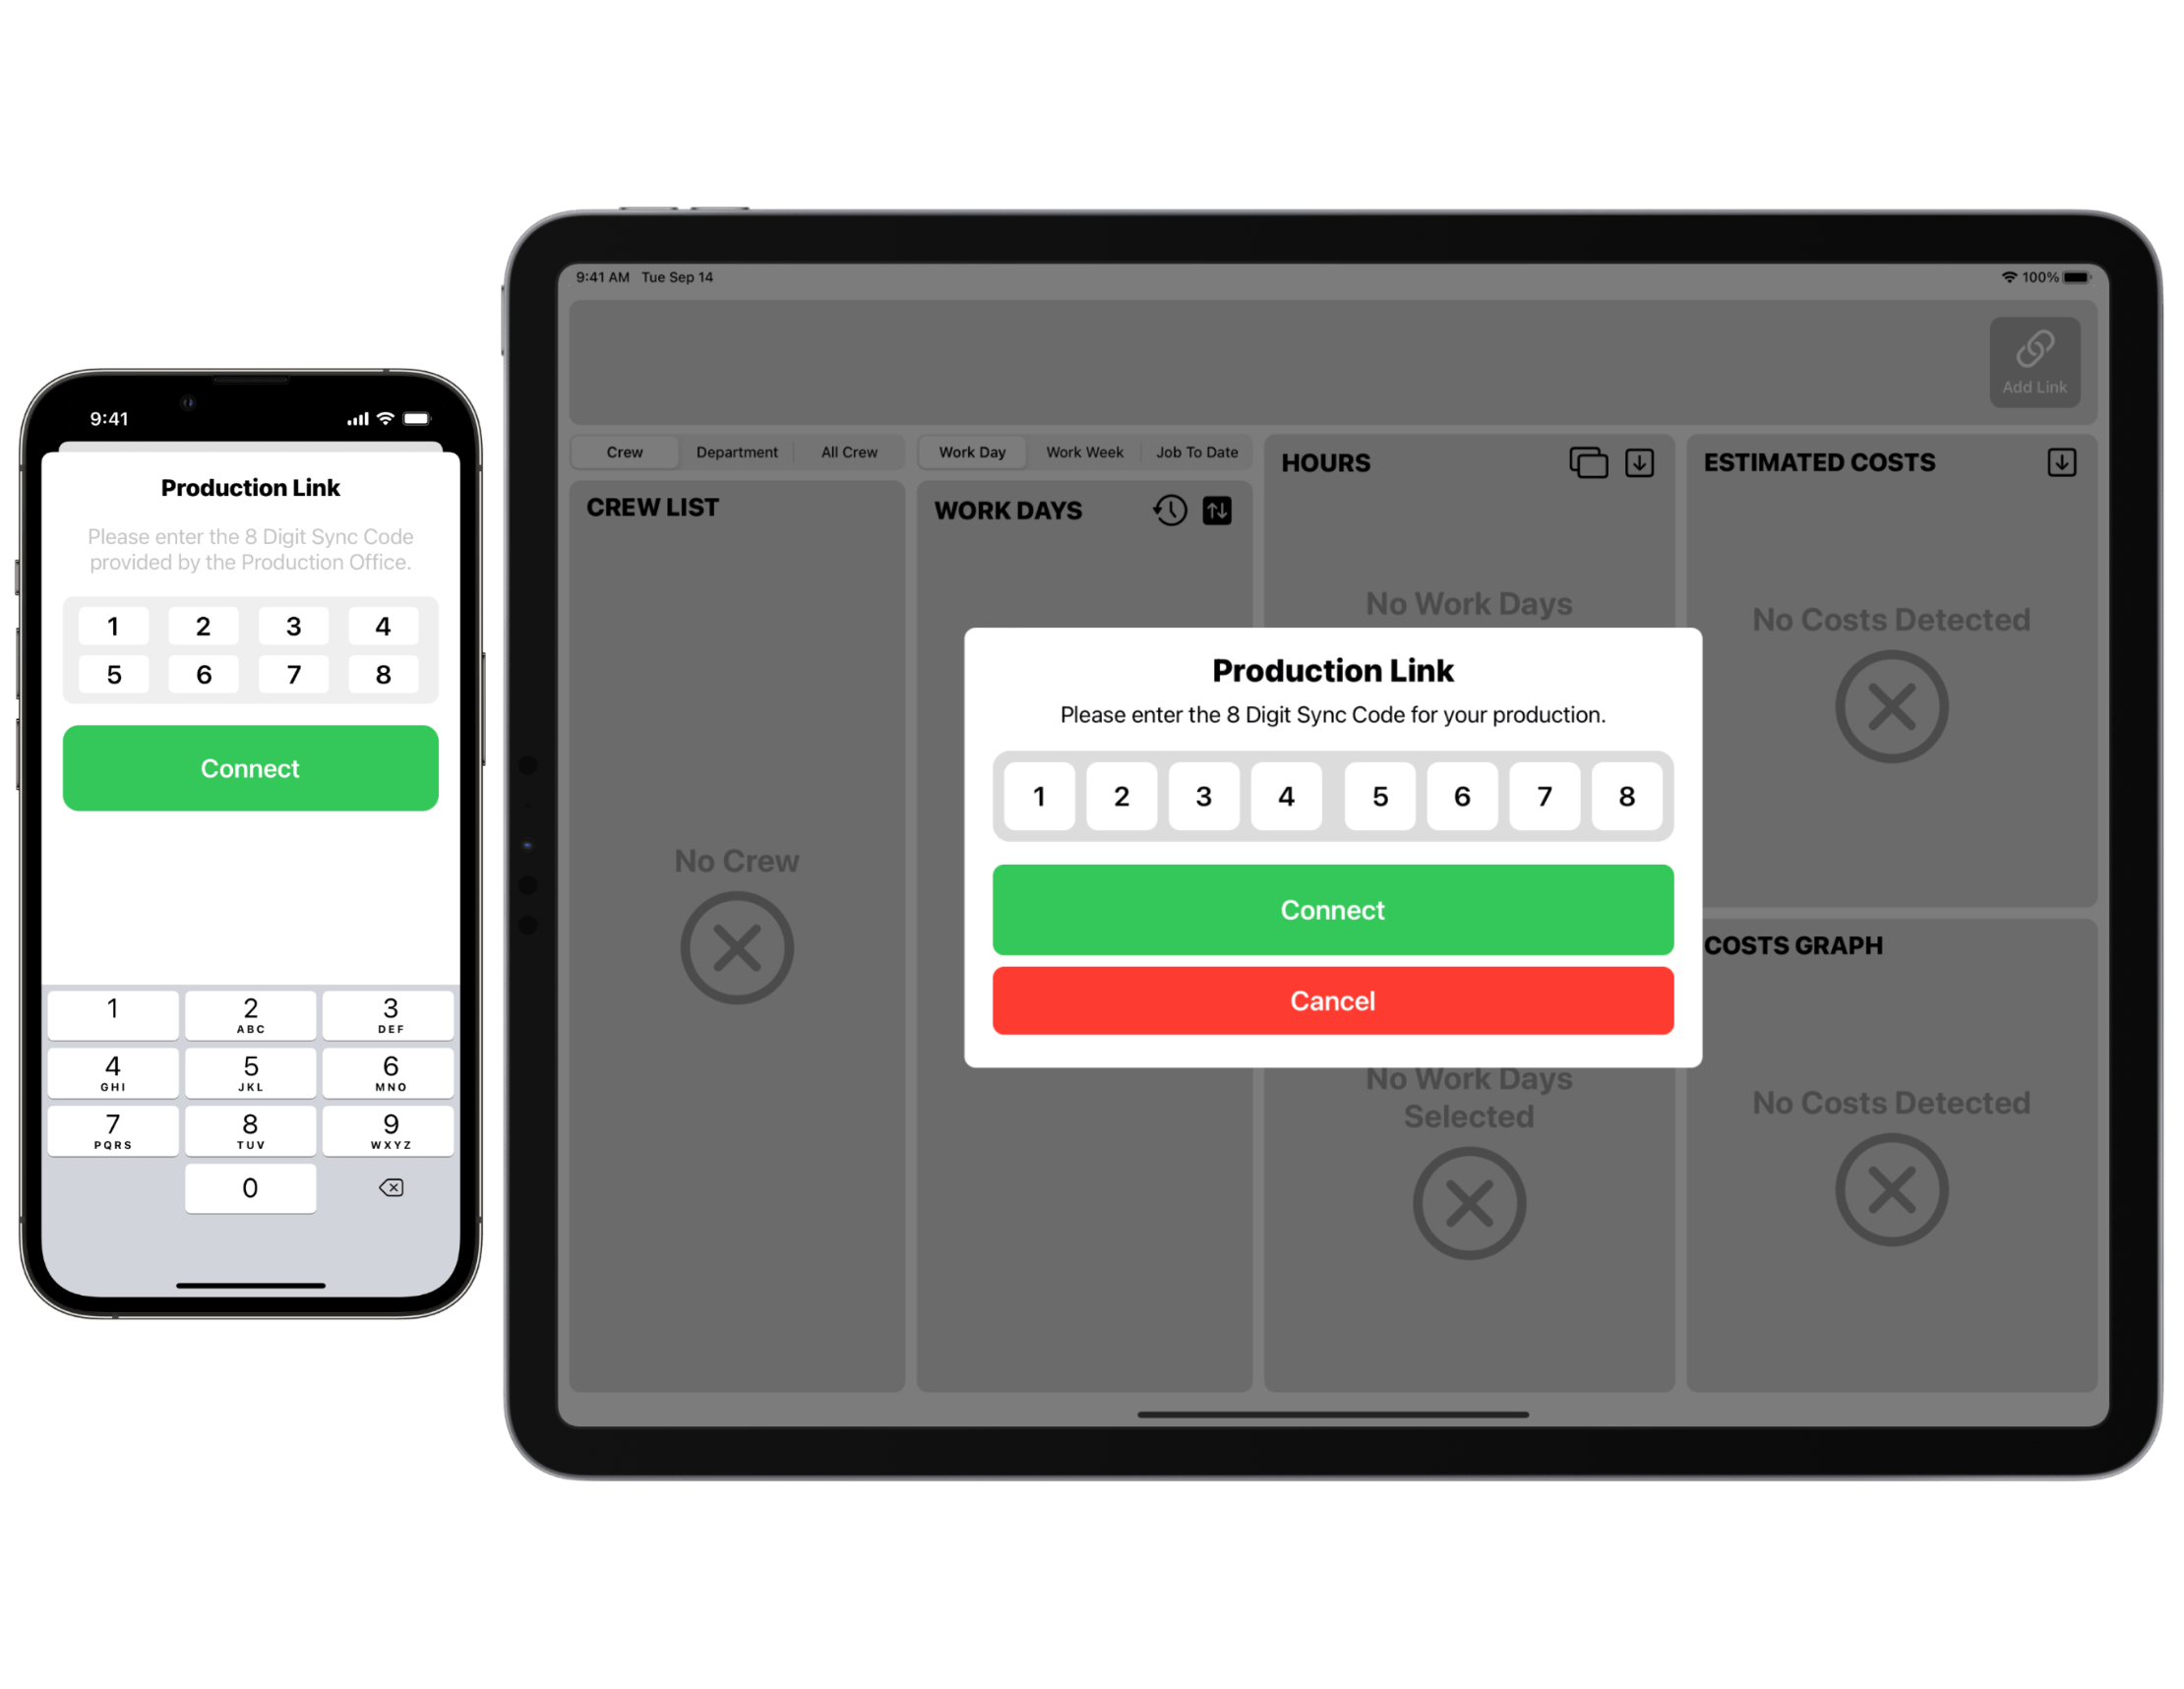 9:41
Production Link
Please enter the 8 Digit Sync Code
provided by the Production Office.
1 2 3 4
5 6 7 8
Connect
1 2 3
ABC DEF
4 5 6
GHI JKL MNO
7 8 9
PQRS TUV WXYZ
0
9:41 AM Tue Sep 14
100%
Add Link
Crew Department All Crew
Work Day Work Week Job To Date
CREW LIST
No Crew
WORK DAYS
HOURS
No Work Days
ESTIMATED COSTS
No Costs Detected
Production Link
Please enter the 8 Digit Sync Code for your production.
1 2 3 4 5 6 7 8
Connect
Cancel
No Work Days
Selected
COSTS GRAPH
No Costs Detected